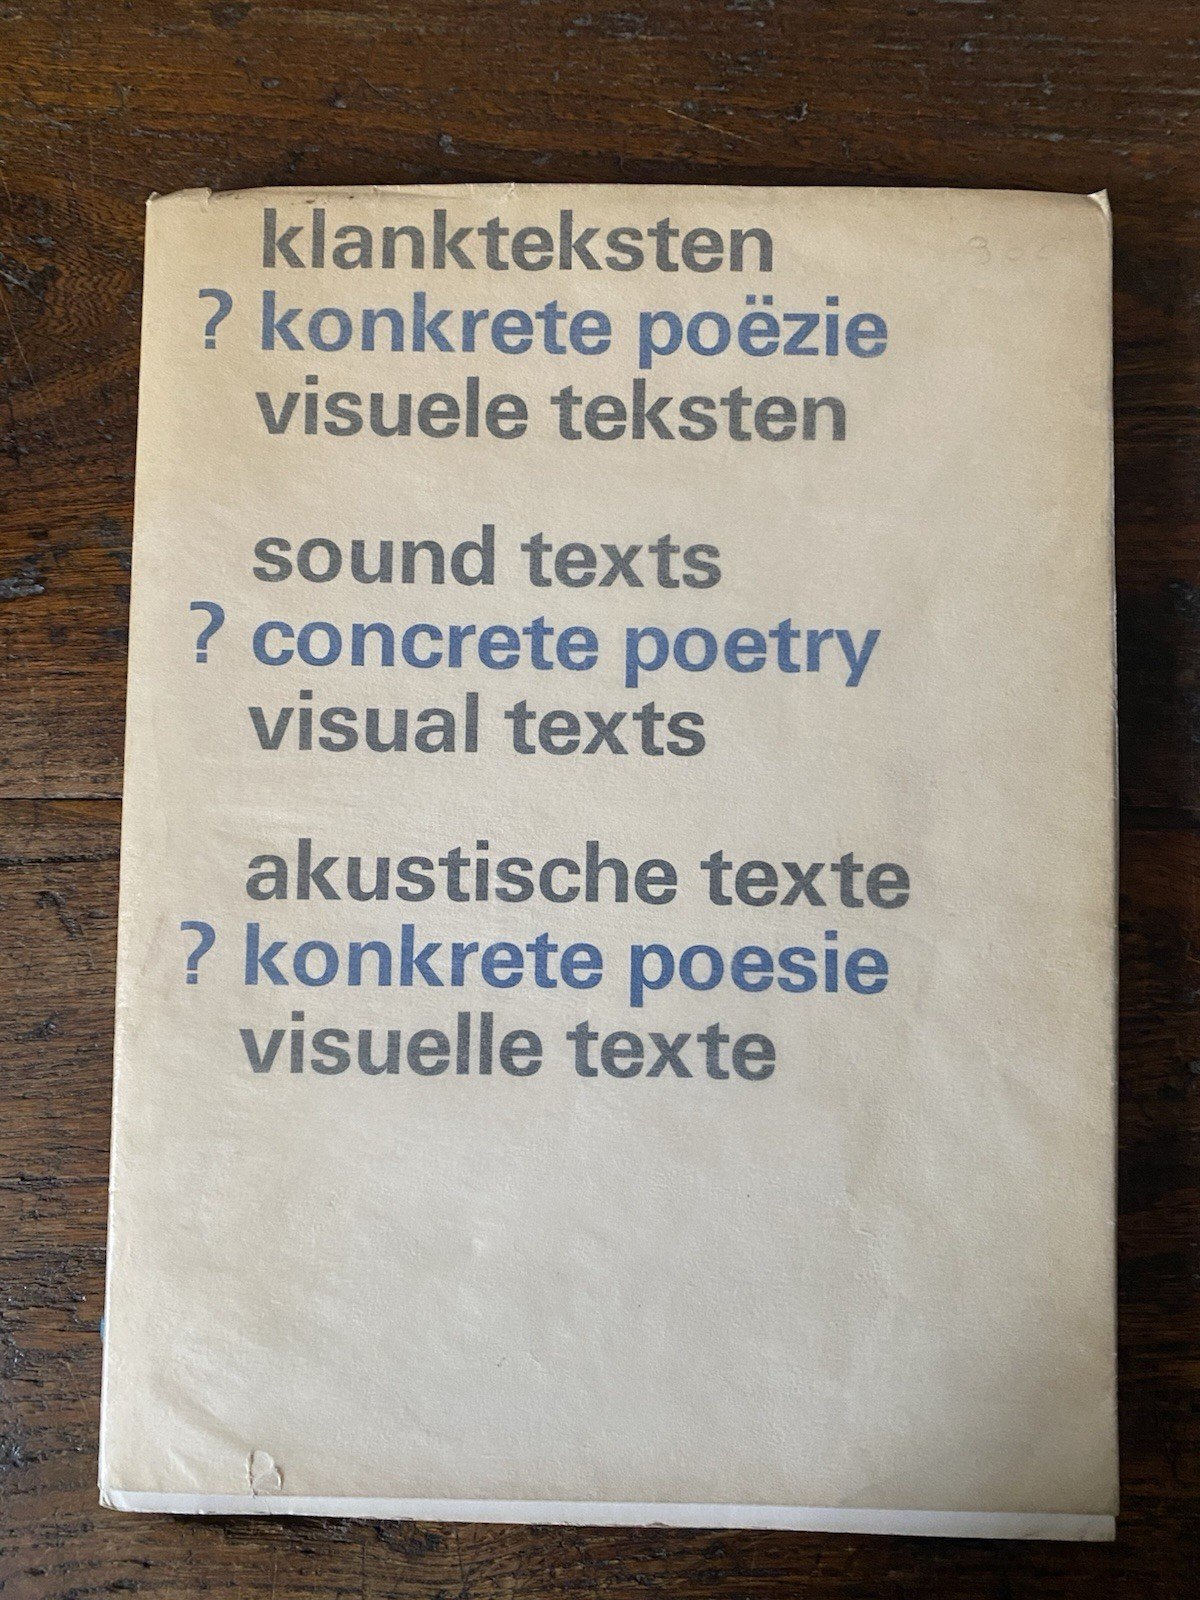 klankteksten
? konkrete poëzie
visuele teksten
sound texts
? concrete poetry
visual texts
akustische texte
? konkrete poesie
visuelle texte